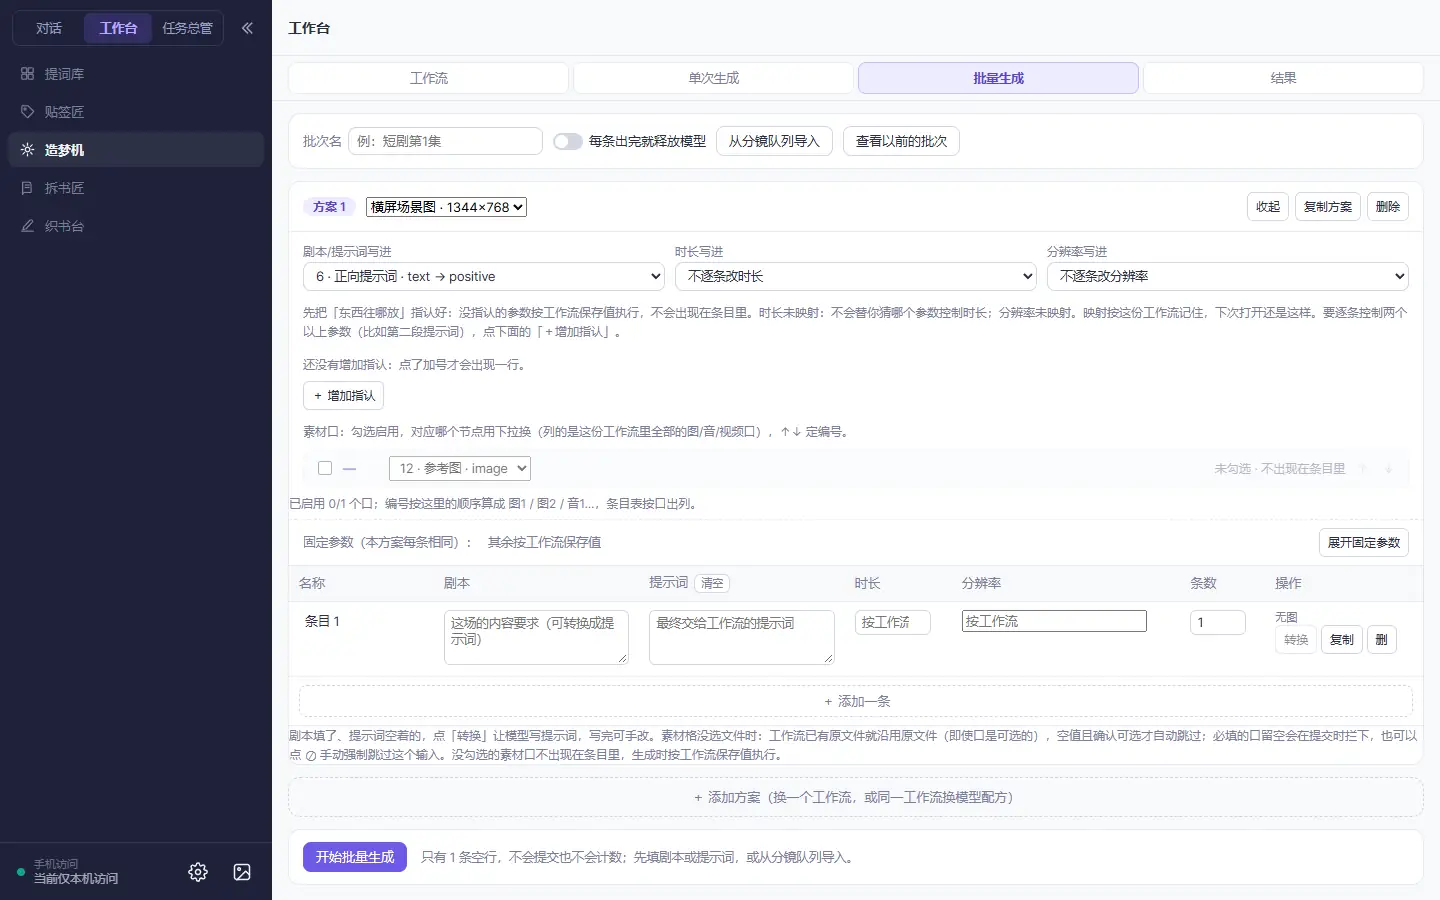 对话 工作台 任务总管
提词库
贴签匠
造梦机
拆书匠
织书台
手机访问
当前仅本机访问
工作台
工作流 单次生成 批量生成 结果
批次名 例：短剧第1集 每条出完就释放模型 从分镜队列导入 查看以前的批次
方案 1 横屏场景图 · 1344×768 收起 复制方案 删除
剧本/提示词写进 时长写进 分辨率写进
6 · 正向提示词 · text → positive 不逐条改时长 不逐条改分辨率
先把「东西往哪放」指认好：没指认的参数按工作流保存值执行，不会出现在条目里。时长未映射：不会替你猜哪个参数控制时长；分辨率未映射。映射按这份工作流记住，下次打开还是这样。要逐条控制两个
以上参数（比如第二段提示词），点下面的「＋增加指认」。
还没有增加指认：点了加号才会出现一行。
＋ 增加指认
素材口：勾选启用，对应哪个节点用下拉换（列的是这份工作流里全部的图/音/视频口），↑↓ 定编号。
— 12 · 参考图 · image 未勾选 · 不出现在条目里 ↑ ↓
已启用 0/1 个口；编号按这里的顺序算成 图1 / 图2 / 音1…，条目表按口出列。
固定参数（本方案每条相同）： 其余按工作流保存值 展开固定参数
名称 剧本 提示词 清空 时长 分辨率 条数 操作
条目 1 这场的内容要求（可转换成提示词） 最终交给工作流的提示词 按工作流 按工作流 1 无图
转换 复制 删
＋ 添加一条
剧本填了、提示词空着的，点「转换」让模型写提示词，写完可手改。素材格没选文件时：工作流已有原文件就沿用原文件（即使口是可选的），空值且确认可选才自动跳过；必填的口留空会在提交时拦下，也可以
点 ⊘ 手动强制跳过这个输入。没勾选的素材口不出现在条目里，生成时按工作流保存值执行。
＋ 添加方案（换一个工作流，或同一工作流换模型配方）
开始批量生成 只有 1 条空行，不会提交也不会计数；先填剧本或提示词，或从分镜队列导入。